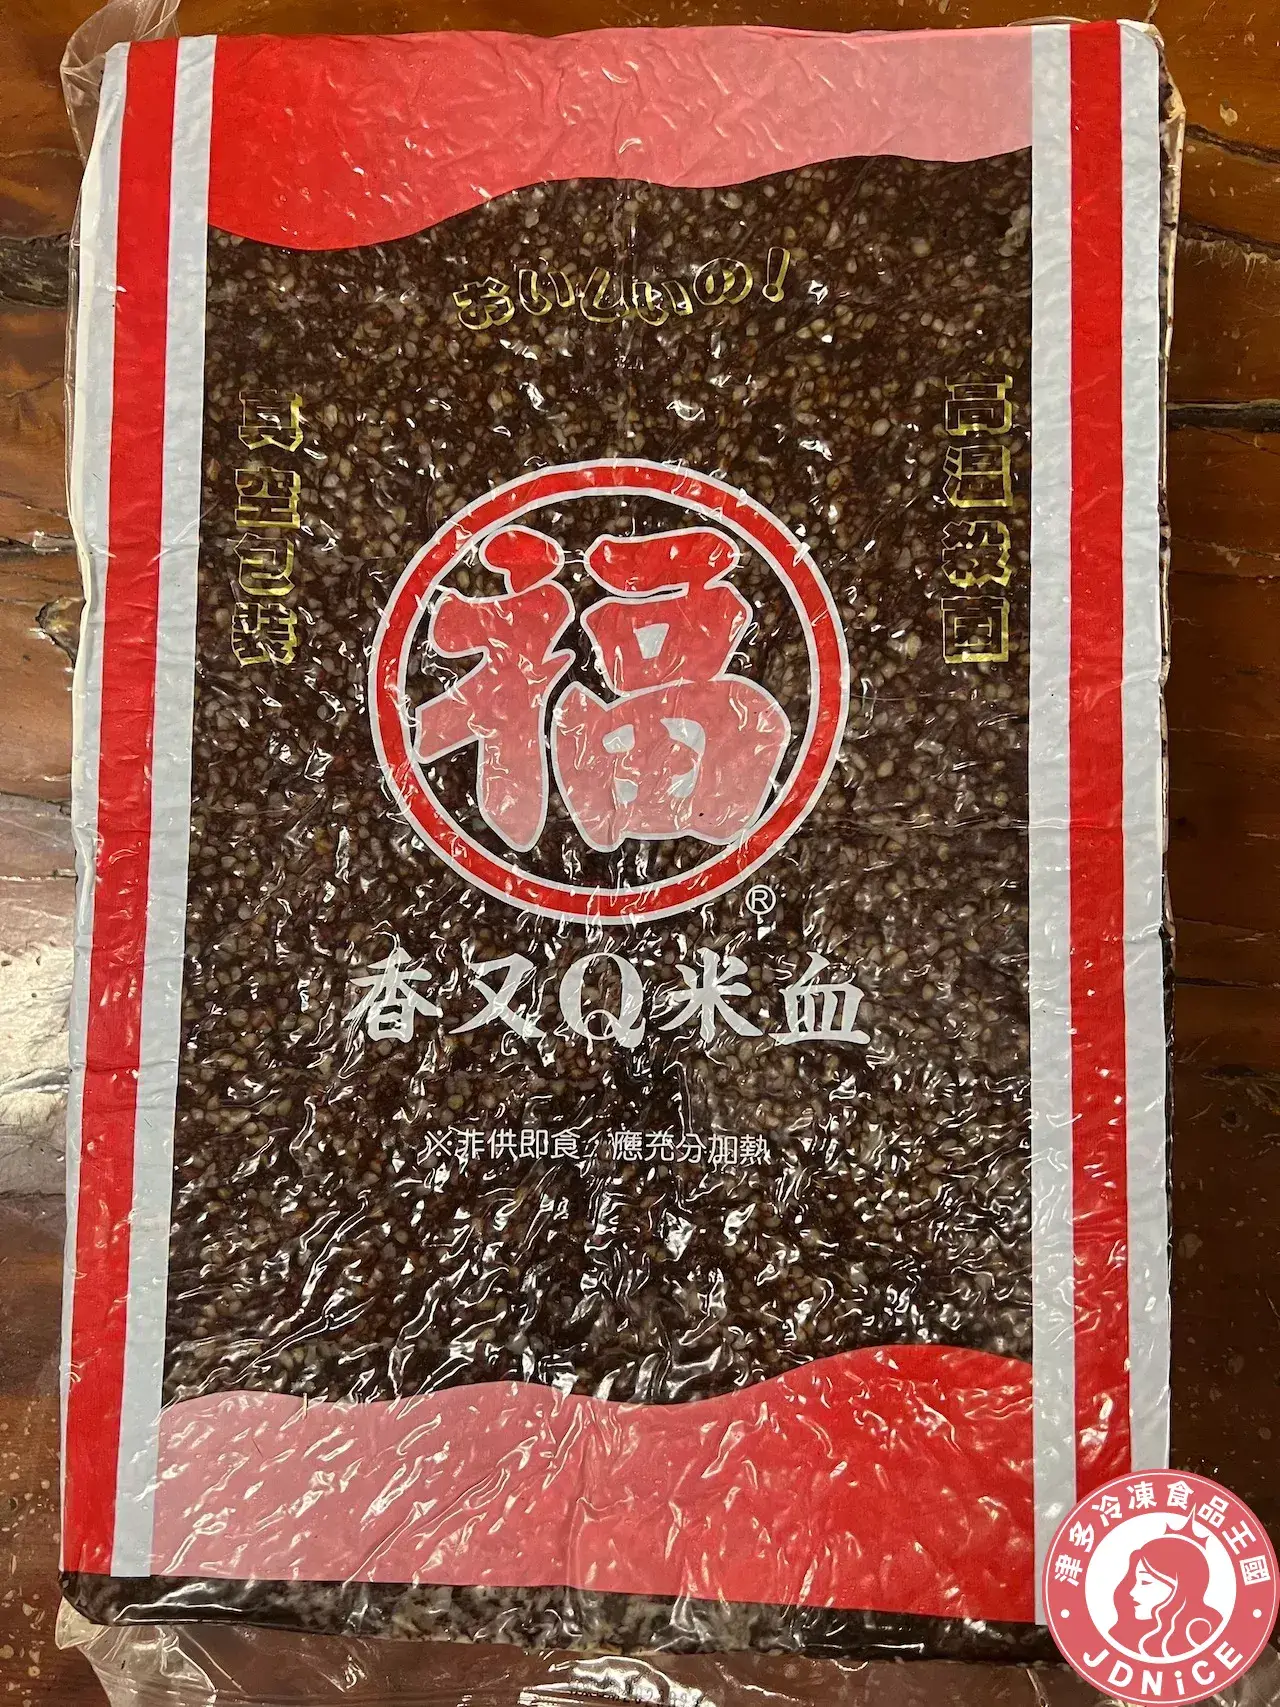 おいしいの!
真空包裝
高溫殺菌
福
®
香又Q米血
※非供即食，應充分加熱
津多冷凍食品王國
JDNiCE